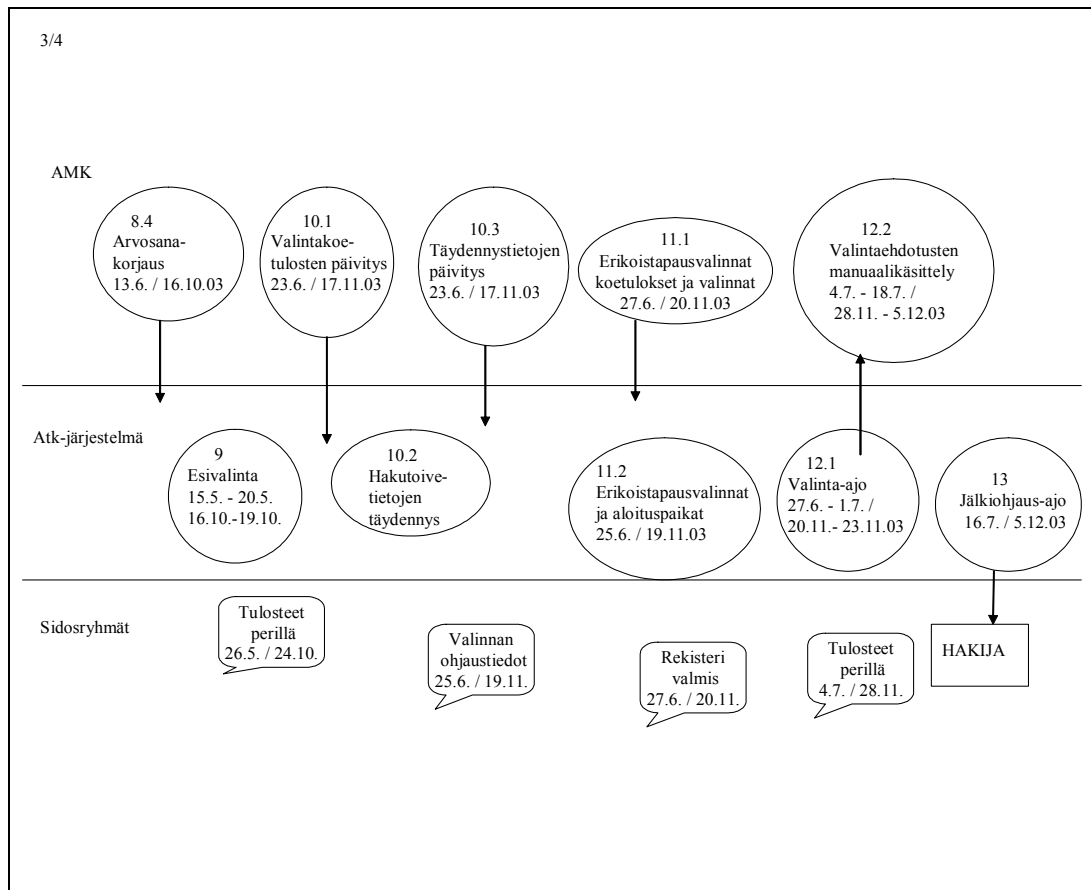 3/4
AMK
8.4
Arvosana-
korjaus
13.6. / 16.10.03
10.1
Valintakoe-
tulosten päivitys
23.6. / 17.11.03
10.3
Täydennystietojen
päivitys
23.6. / 17.11.03
11.1
Erikoistapausvalinnat
koetulokset ja valinnat
27.6. / 20.11.03
12.2
Valintaehdotusten
manuaalikäsittely
4.7. - 18.7. /
28.11. - 5.12.03
Atk-järjestelmä
9
Esivalinta
15.5. - 20.5.
16.10.-19.10.
10.2
Hakutoive-
tietojen
täydennys
11.2
Erikoistapausvalinnat
ja aloituspaikat
25.6. / 19.11.03
12.1
Valinta-ajo
27.6. - 1.7. /
20.11.- 23.11.03
13
Jälkiohjaus-ajo
16.7. / 5.12.03
Sidosryhmät
Tulosteet
perillä
26.5. / 24.10.
Valinnan
ohjaustiedot
25.6. / 19.11.
Rekisteri
valmis
27.6. / 20.11.
Tulosteet
perillä
4.7. / 28.11.
HAKIJA